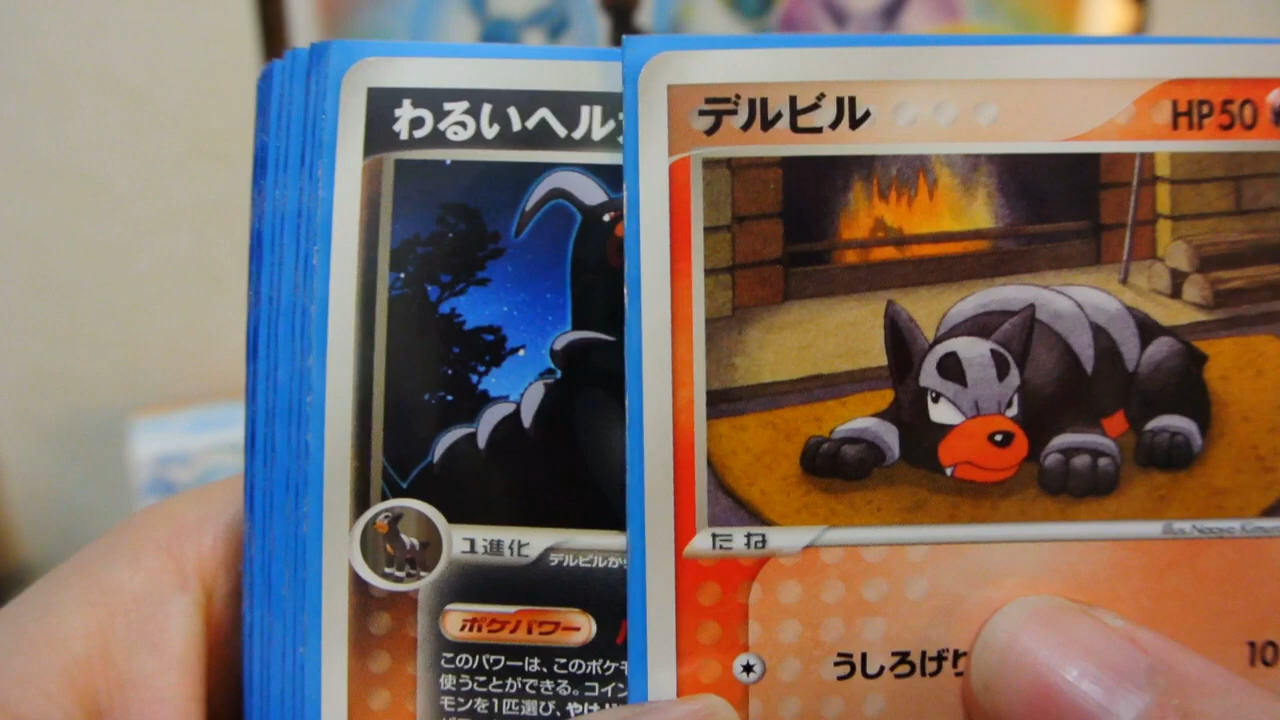 わるいヘル
1進化
デルビルか
ポケパワー
このパワーは、このポケモ
使うことができる。コイン
モンを1匹選び、やけ
デルビル
HP50
たね
うしろげり
10